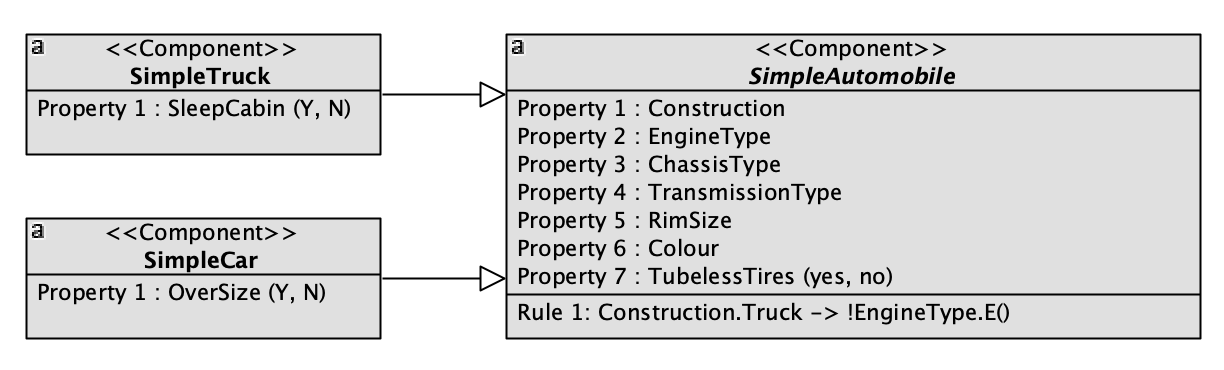 a <<Component>>
SimpleTruck
Property 1 : SleepCabin (Y, N)
a <<Component>>
SimpleCar
Property 1 : OverSize (Y, N)
a <<Component>>
SimpleAutomobile
Property 1 : Construction
Property 2 : EngineType
Property 3 : ChassisType
Property 4 : TransmissionType
Property 5 : RimSize
Property 6 : Colour
Property 7 : TubelessTires (yes, no)
Rule 1: Construction.Truck -> !EngineType.E()